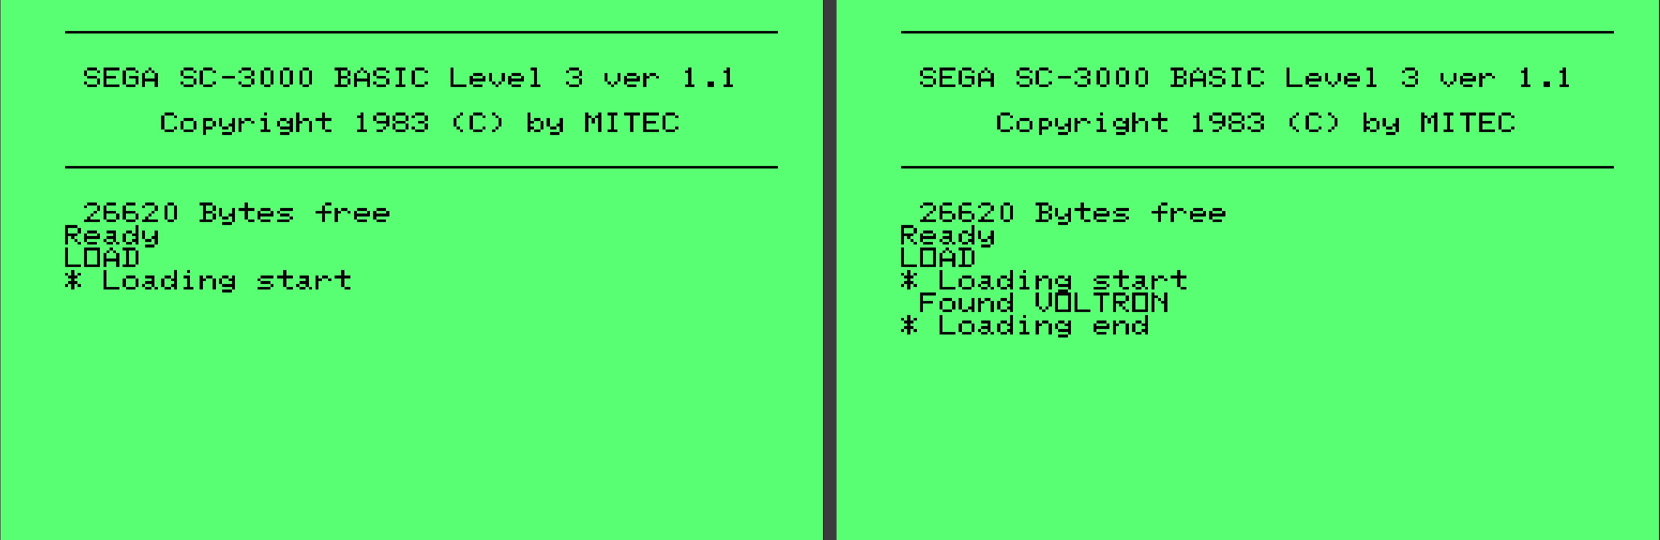 SEGA SC-3000 BASIC Level 3 ver 1.1
Copyright 1983 (C) by MITEC
26620 Bytes free
Ready
LOAD
* Loading start
SEGA SC-3000 BASIC Level 3 ver 1.1
Copyright 1983 (C) by MITEC
26620 Bytes free
Ready
LOAD
* Loading start
Found VOLTRON
* Loading end